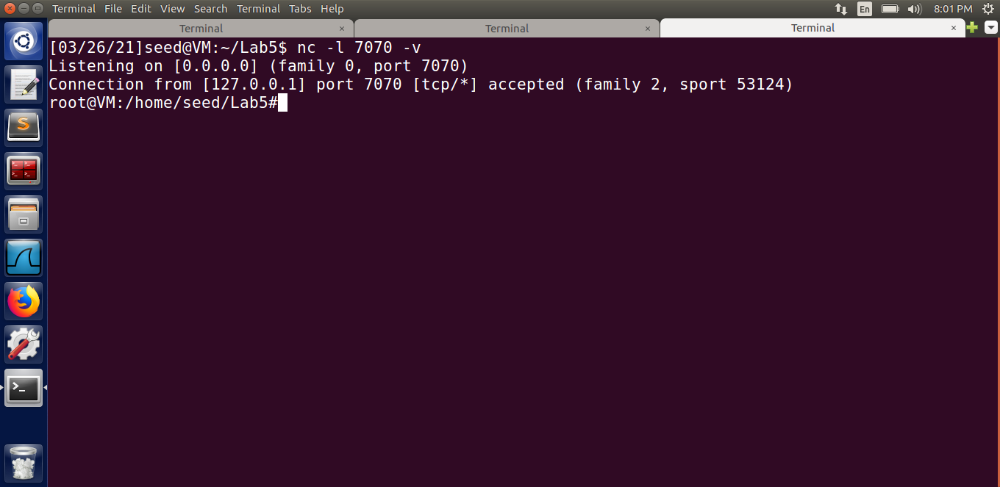 Terminal File Edit View Search Terminal Tabs Help En 8:01 PM
Terminal × Terminal × Terminal ×
[03/26/21]seed@VM:~/Lab5$ nc -l 7070 -v
Listening on [0.0.0.0] (family 0, port 7070)
Connection from [127.0.0.1] port 7070 [tcp/*] accepted (family 2, sport 53124)
root@VM:/home/seed/Lab5#